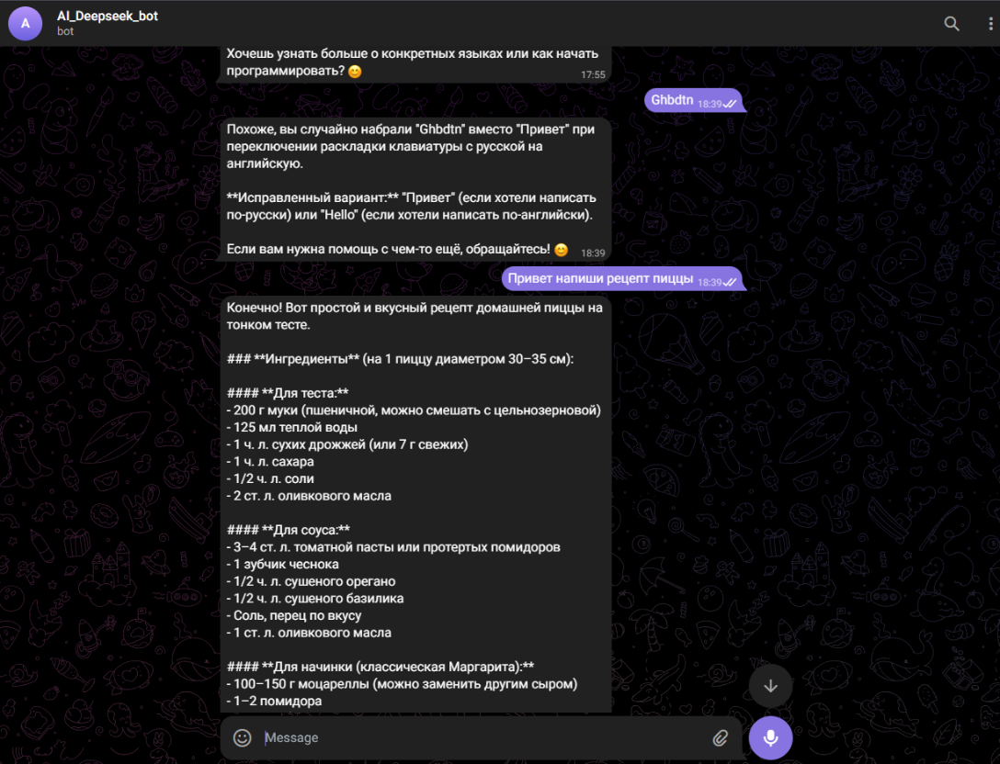 A
AI_Deepseek_bot
bot
Хочешь узнать больше о конкретных языках или как начать
программировать? 😊
17:55
Ghbdtn
18:39
Похоже, вы случайно набрали "Ghbdtn" вместо "Привет" при
переключении раскладки клавиатуры с русской на
английскую.
**Исправленный вариант:** "Привет" (если хотели написать
по-русски) или "Hello" (если хотели написать по-английски).
Если вам нужна помощь с чем-то ещё, обращайтесь! 😊
18:39
Привет напиши рецепт пиццы
18:39
Конечно! Вот простой и вкусный рецепт домашней пиццы на
тонком тесте.
### **Ингредиенты** (на 1 пиццу диаметром 30–35 см):
#### **Для теста:**
- 200 г муки (пшеничной, можно смешать с цельнозерновой)
- 125 мл теплой воды
- 1 ч. л. сухих дрожжей (или 7 г свежих)
- 1 ч. л. сахара
- 1/2 ч. л. соли
- 2 ст. л. оливкового масла
#### **Для соуса:**
- 3–4 ст. л. томатной пасты или протертых помидоров
- 1 зубчик чеснока
- 1/2 ч. л. сушеного орегано
- 1/2 ч. л. сушеного базилика
- Соль, перец по вкусу
- 1 ст. л. оливкового масла
#### **Для начинки (классическая Маргарита):**
- 100–150 г моцареллы (можно заменить другим сыром)
- 1–2 помидора
Message